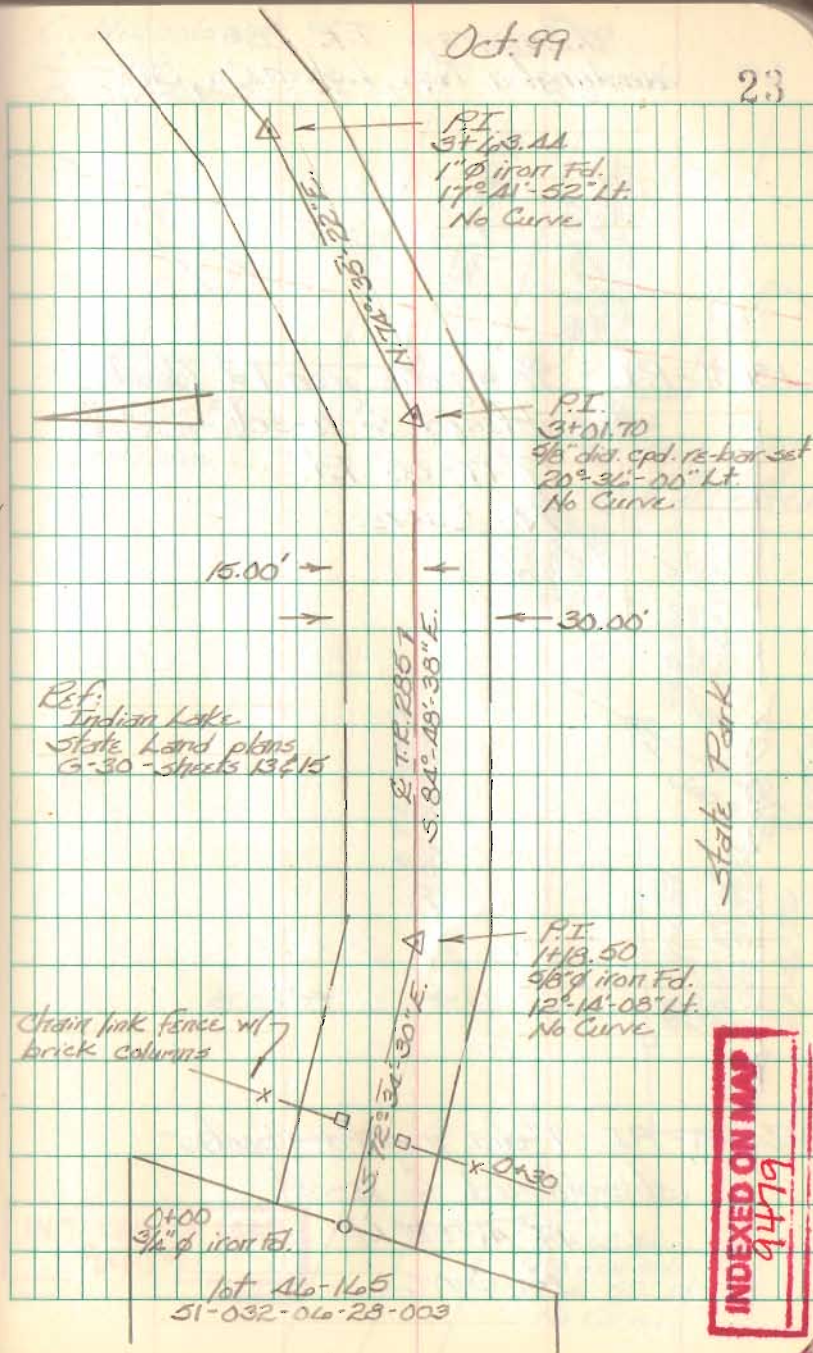 Oct. 99
23
P.I.
3+63.44
1"ϕ iron Fd.
17°-41'-52" Lt.
No Curve
N. 74°-35'-22" E.
P.I.
3+01.70
5/8" dia. cpd. re-bar set
20°-36'-00" Lt.
No Curve
15.00'
30.00'
Ref:
Indian Lake
State Land plans
G-30 - sheets 13 & 15
℄ T.R. 285
S. 84°-48'-38" E.
State Park
P.I.
1+18.50
5/8"ϕ iron Fd.
12°-14'-08" Lt.
No Curve
Chain link fence w/
brick columns
x
S. 72°-34'-30" E.
x 0+30
0+00
3/4"ϕ iron Fd.
lot 46-165
51-032-06-28-003
INDEXED ON MAP
9479